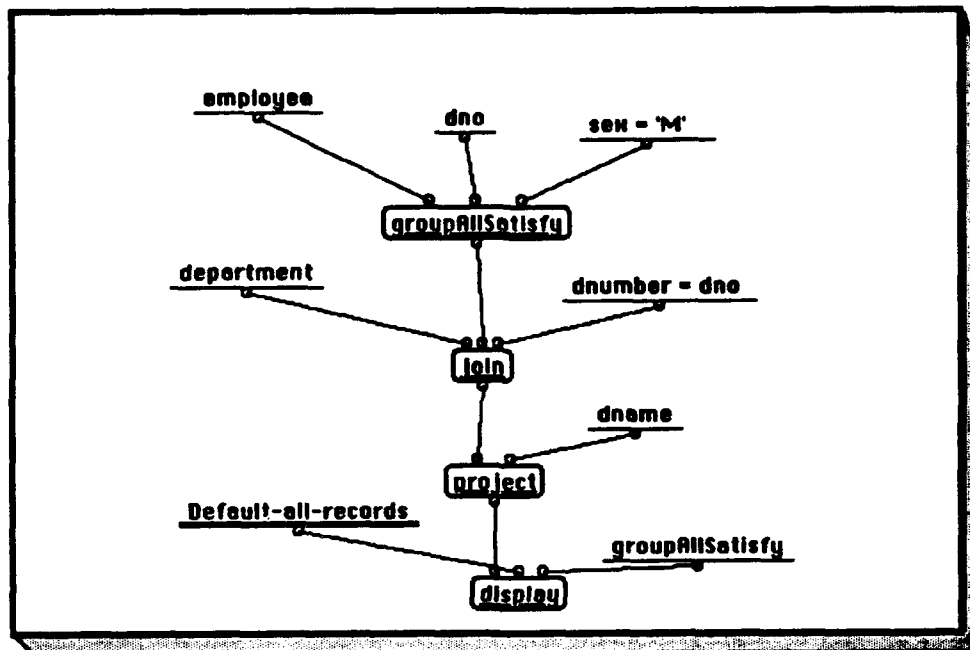 employee
dno
sex = 'M'
groupAllSatisfy
department
dnumber = dno
join
dname
project
Default-all-records
groupAllSatisfy
display